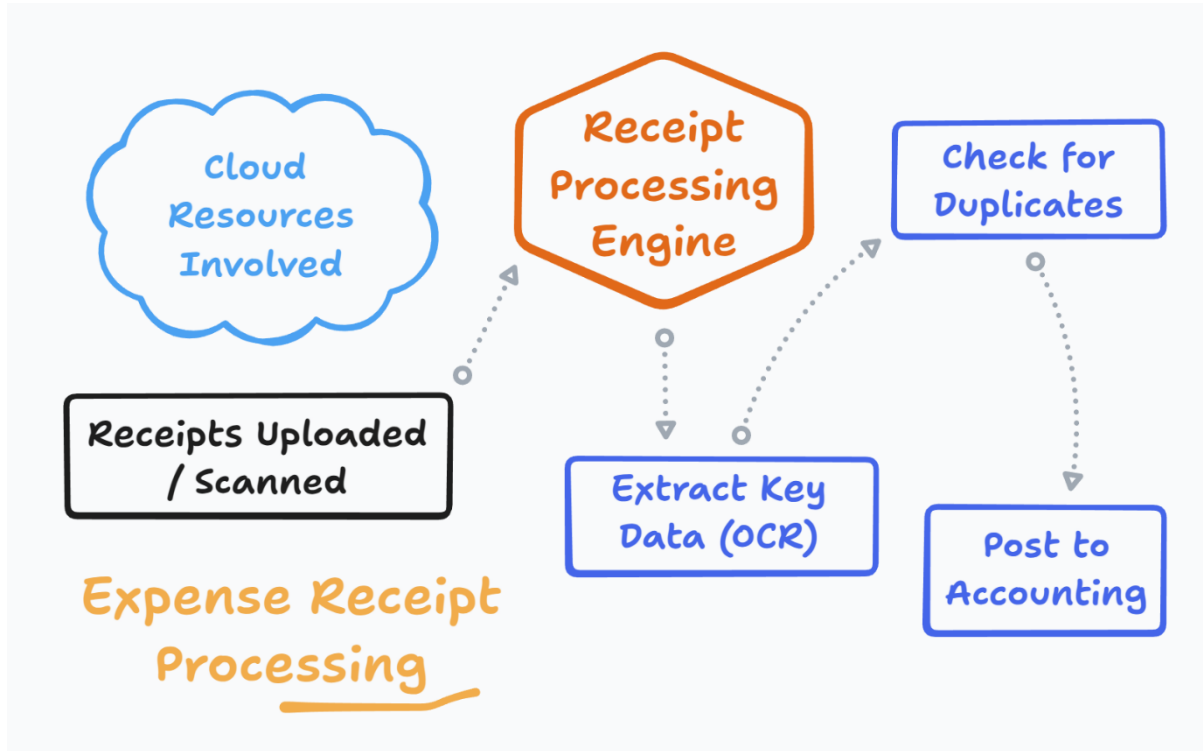 Cloud
Resources
Involved
Receipt
Processing
Engine
Check for
Duplicates
Receipts Uploaded
/ Scanned
Extract Key
Data (OCR)
Post to
Accounting
Expense Receipt
Processing